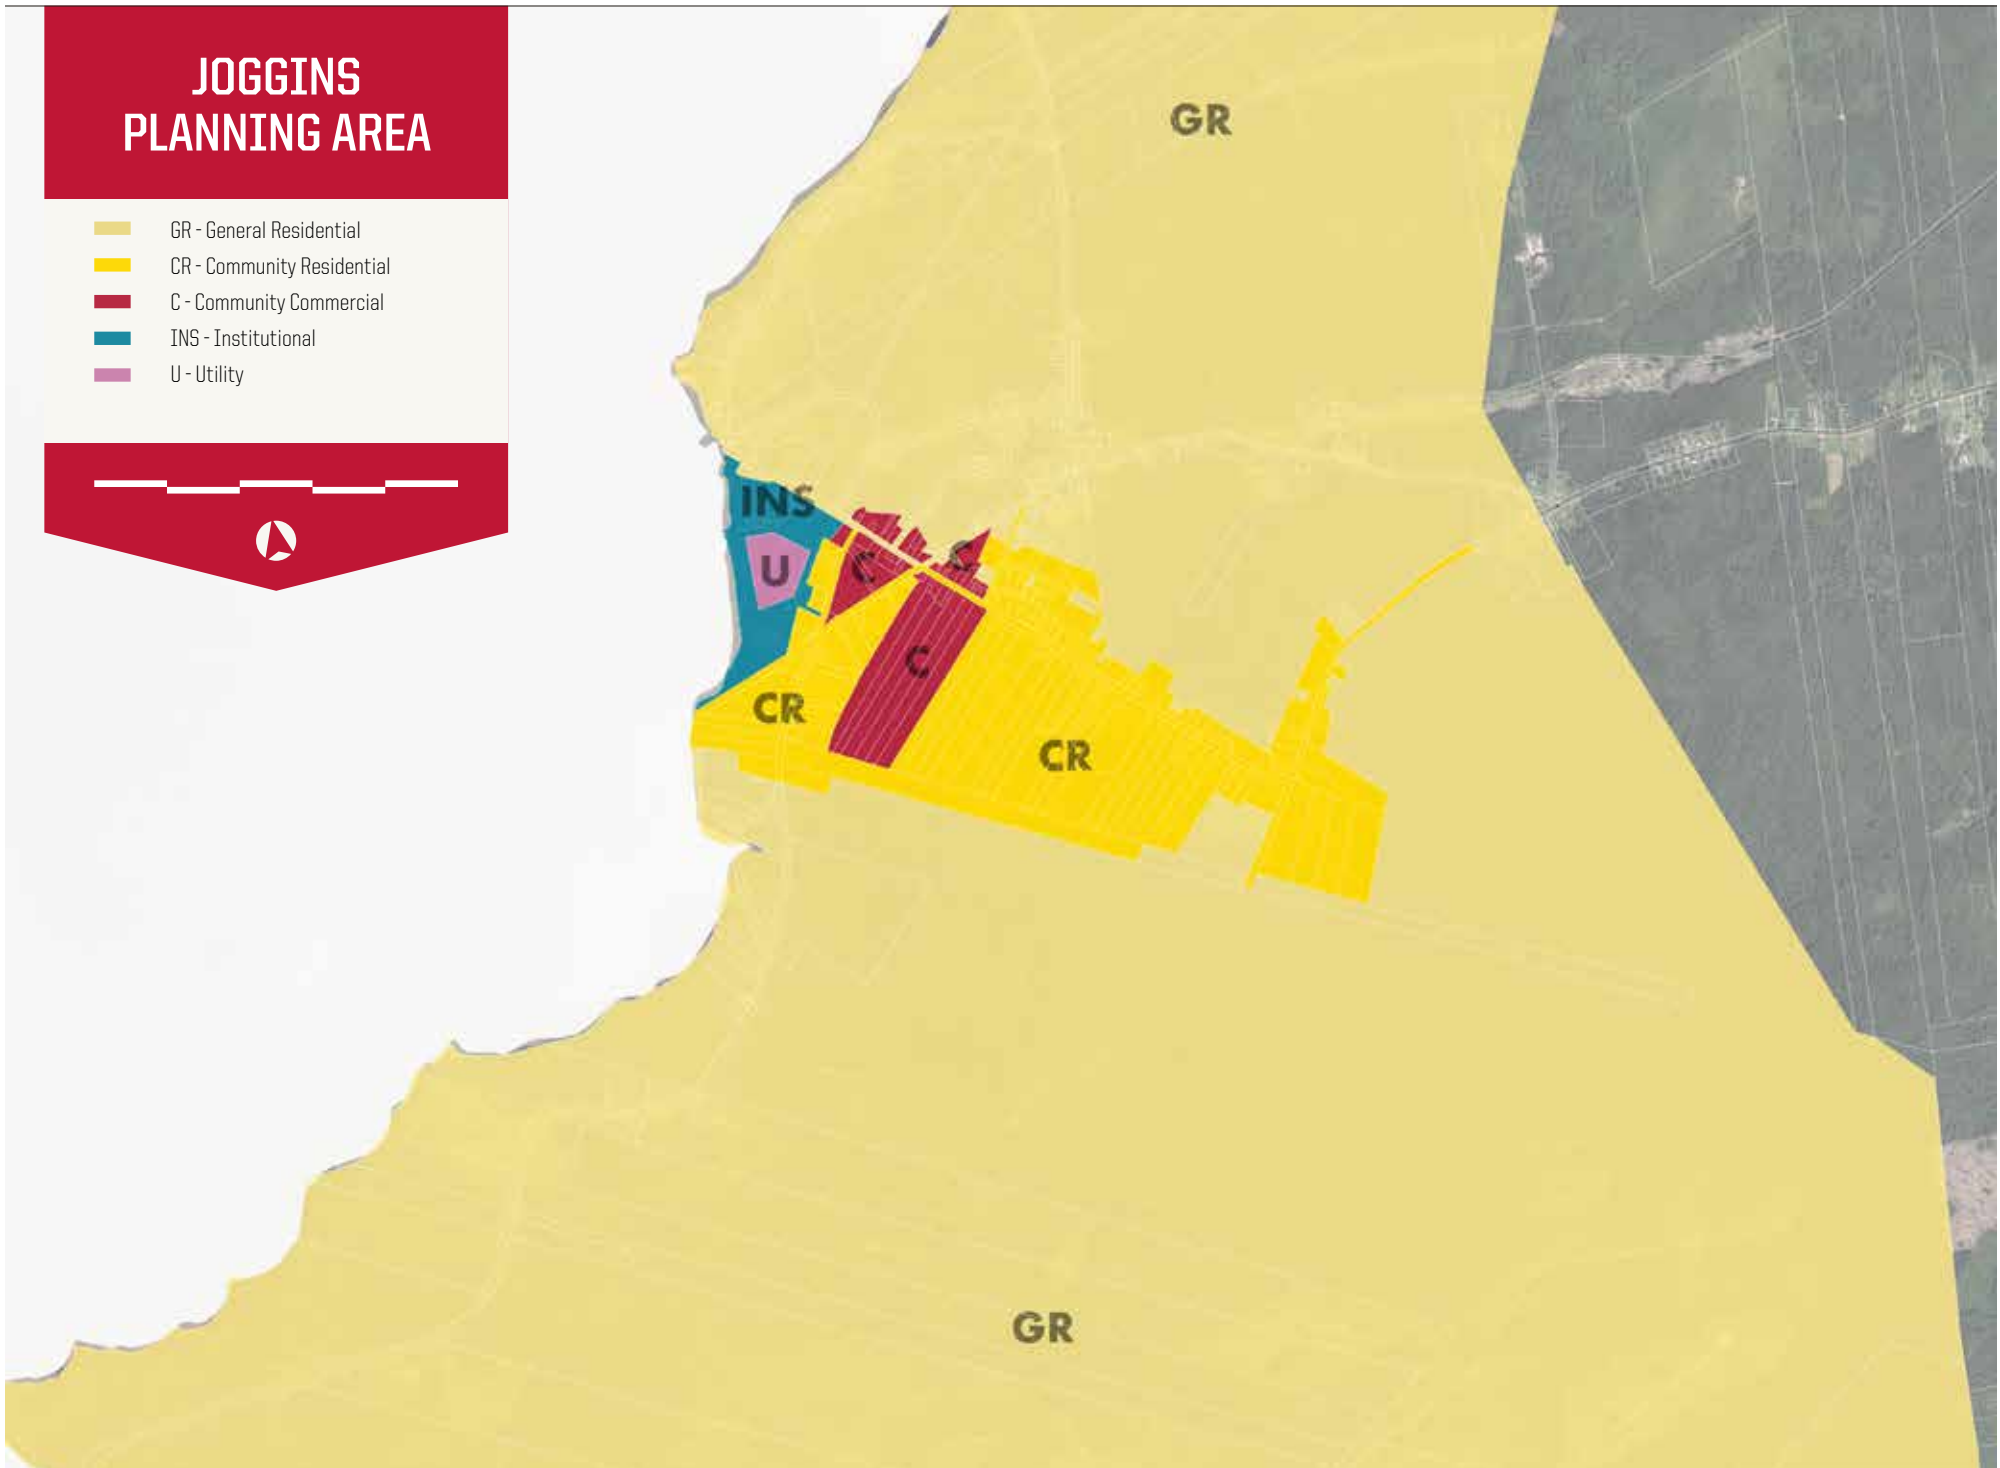 JOGGINS
PLANNING AREA
GR - General Residential
CR - Community Residential
C - Community Commercial
INS - Institutional
U - Utility
GR
INS
U
C
C
C
CR
CR
GR